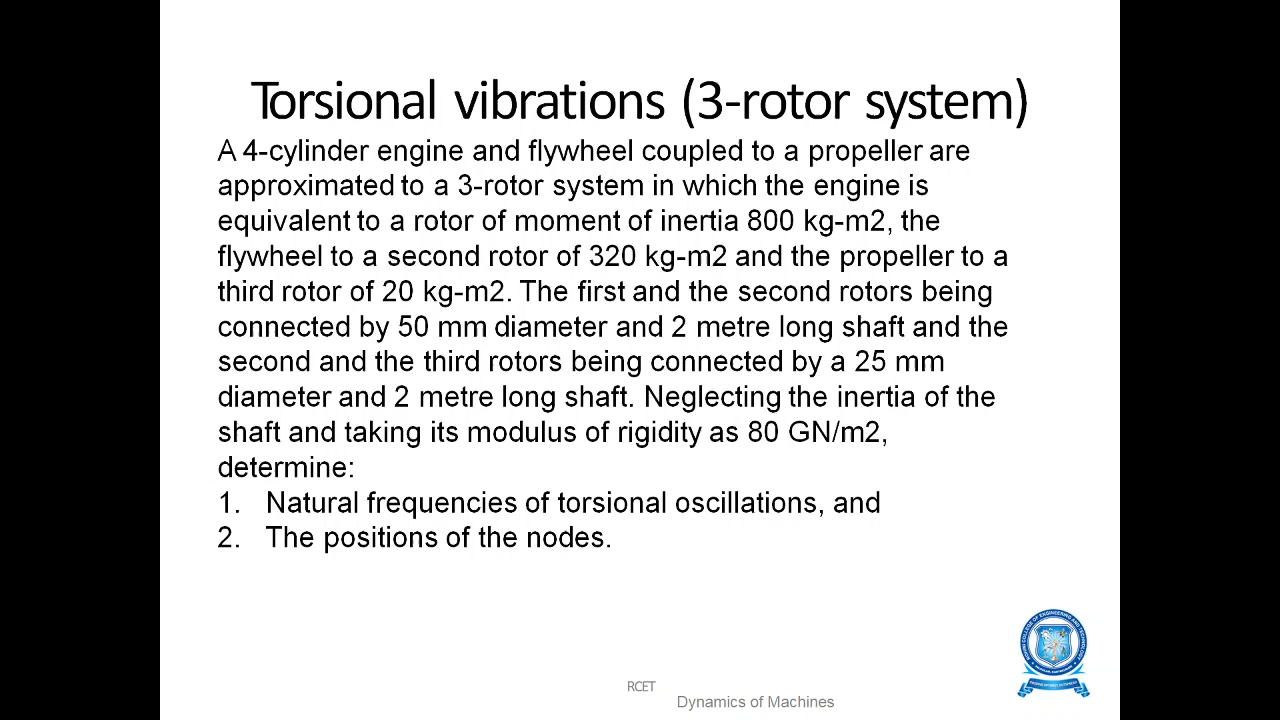 Torsional vibrations (3-rotor system)
A 4-cylinder engine and flywheel coupled to a propeller are
approximated to a 3-rotor system in which the engine is
equivalent to a rotor of moment of inertia 800 kg-m2, the
flywheel to a second rotor of 320 kg-m2 and the propeller to a
third rotor of 20 kg-m2. The first and the second rotors being
connected by 50 mm diameter and 2 metre long shaft and the
second and the third rotors being connected by a 25 mm
diameter and 2 metre long shaft. Neglecting the inertia of the
shaft and taking its modulus of rigidity as 80 GN/m2,
determine:
1. Natural frequencies of torsional oscillations, and
2. The positions of the nodes.
RCET
Dynamics of Machines